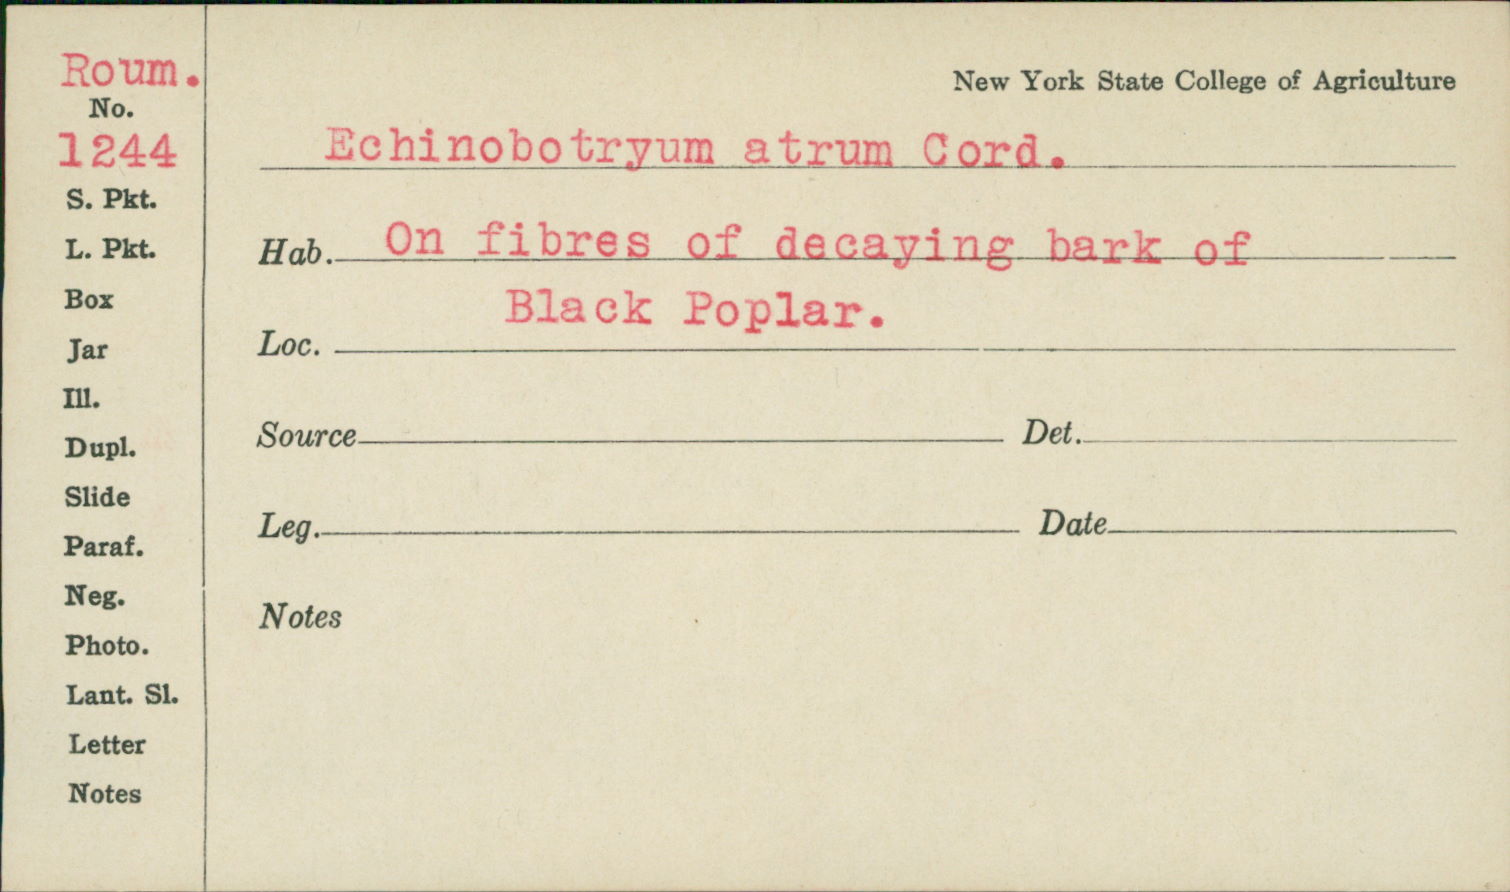 Roum.
No.
1244
S. Pkt.
L. Pkt.
Box
Jar
Ill.
Dupl.
Slide
Paraf.
Neg.
Photo.
Lant. Sl.
Letter
Notes
New York State College of Agriculture
Echinobotryum atrum Cord.
Hab. On fibres of decaying bark of
Black Poplar.
Loc.
Source Det.
Leg. Date
Notes